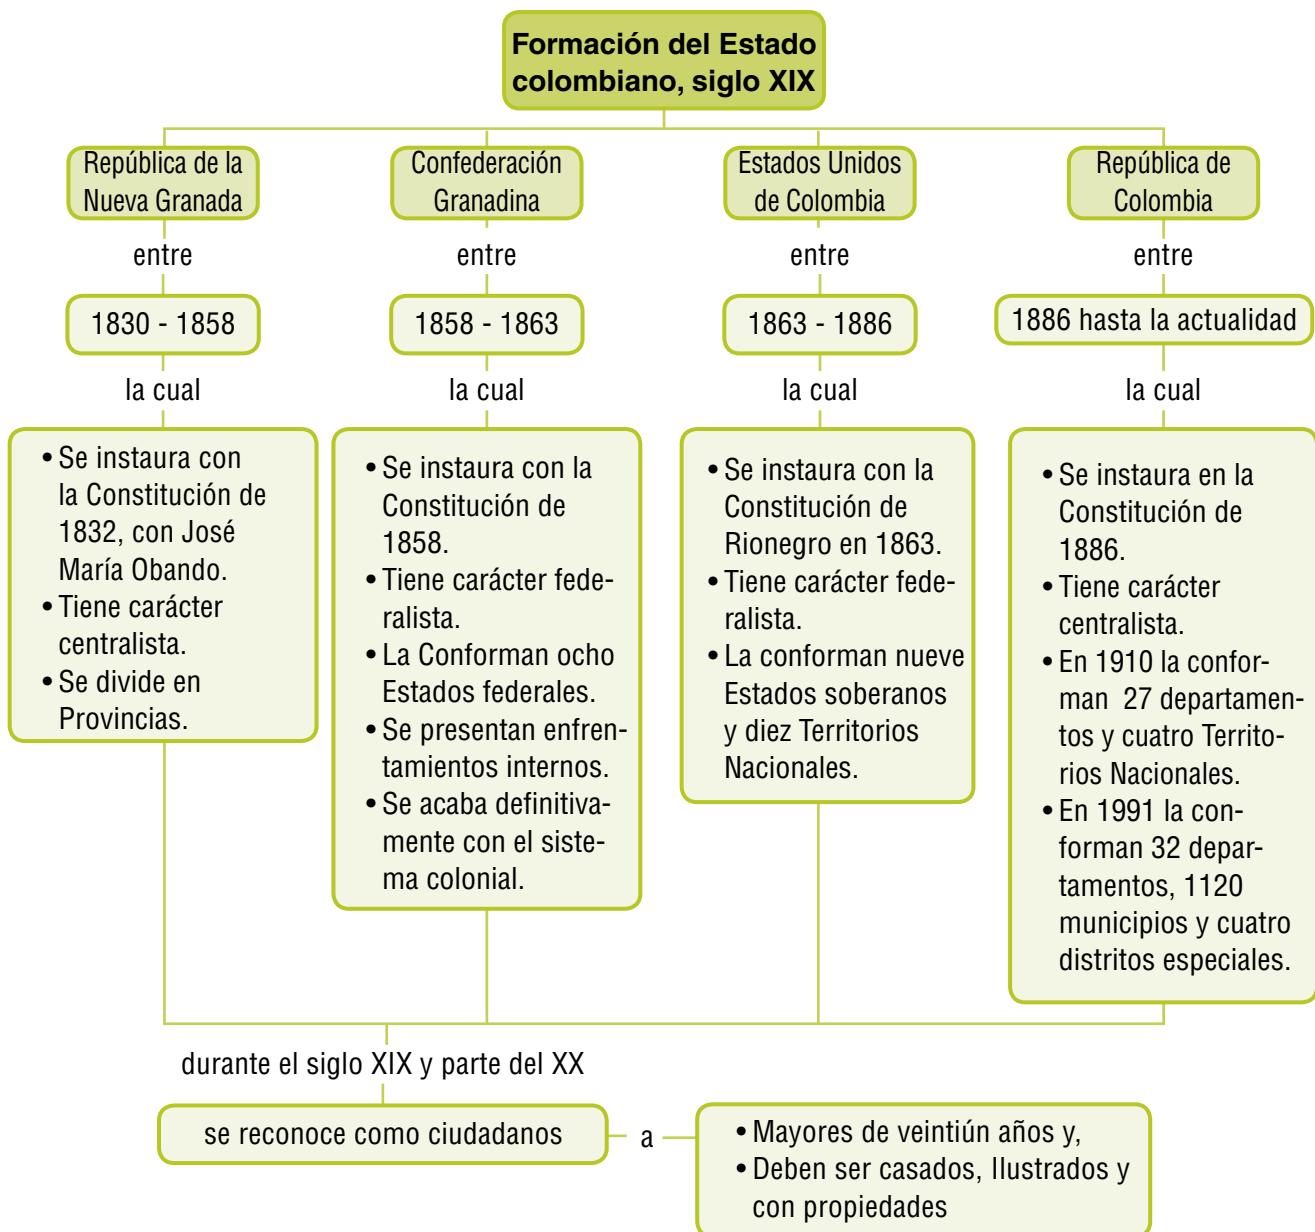 Formación del Estado
colombiano, siglo XIX
República de la
Nueva Granada
entre
1830 - 1858
la cual
• Se instaura con
la Constitución de
1832, con José
María Obando.
• Tiene carácter
centralista.
• Se divide en
Provincias.
Confederación
Granadina
entre
1858 - 1863
la cual
• Se instaura con la
Constitución de
1858.
• Tiene carácter fede-
ralista.
• La Conforman ocho
Estados federales.
• Se presentan enfren-
tamientos internos.
• Se acaba definitiva-
mente con el siste-
ma colonial.
Estados Unidos
de Colombia
entre
1863 - 1886
la cual
• Se instaura con la
Constitución de
Rionegro en 1863.
• Tiene carácter fede-
ralista.
• La conforman nueve
Estados soberanos
y diez Territorios
Nacionales.
República de
Colombia
entre
1886 hasta la actualidad
la cual
• Se instaura en la
Constitución de
1886.
• Tiene carácter
centralista.
• En 1910 la confor-
man 27 departamen-
tos y cuatro Territo-
rios Nacionales.
• En 1991 la con-
forman 32 depar-
tamentos, 1120
municipios y cuatro
distritos especiales.
durante el siglo XIX y parte del XX
se reconoce como ciudadanos
a
• Mayores de veintiún años y,
• Deben ser casados, Ilustrados y
con propiedades